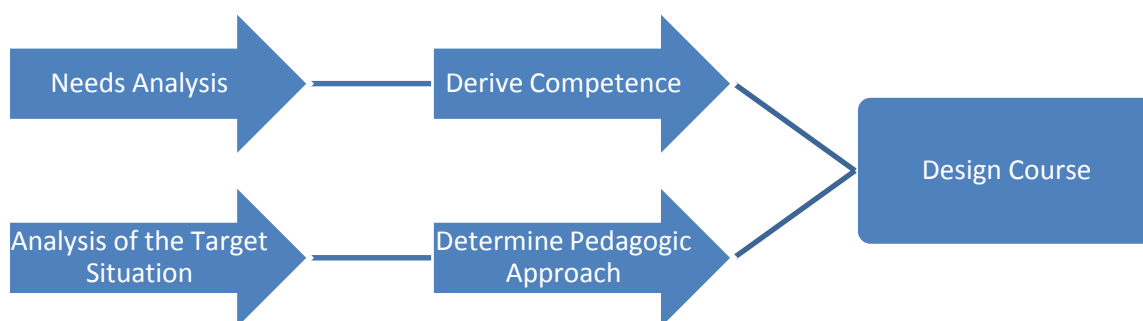 Needs Analysis
Derive Competence
Design Course
Analysis of the Target
Situation
Determine Pedagogic
Approach